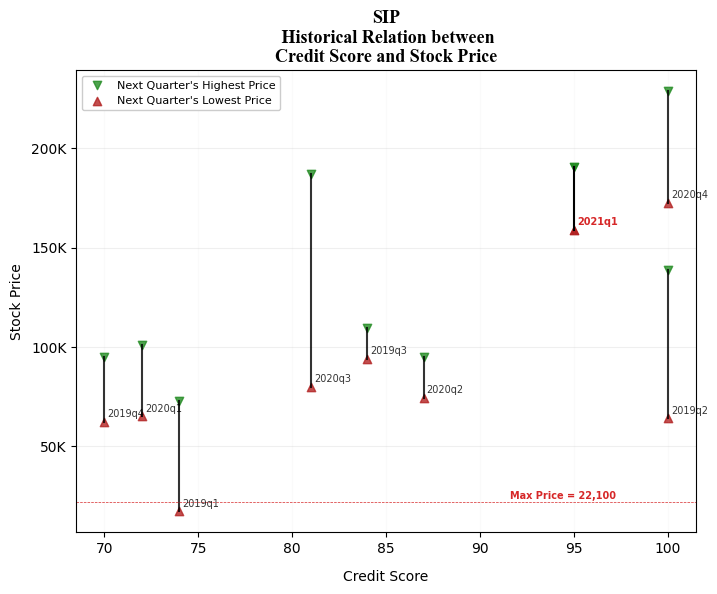 SIP
Historical Relation between
Credit Score and Stock Price
Next Quarter's Highest Price
Next Quarter's Lowest Price
200K
150K
100K
50K
Stock Price
2020q4
2021q1
2020q3
2019q3
2020q2
2019q4
2020q1
2019q2
2019q1
Max Price = 22,100
70 75 80 85 90 95 100
Credit Score